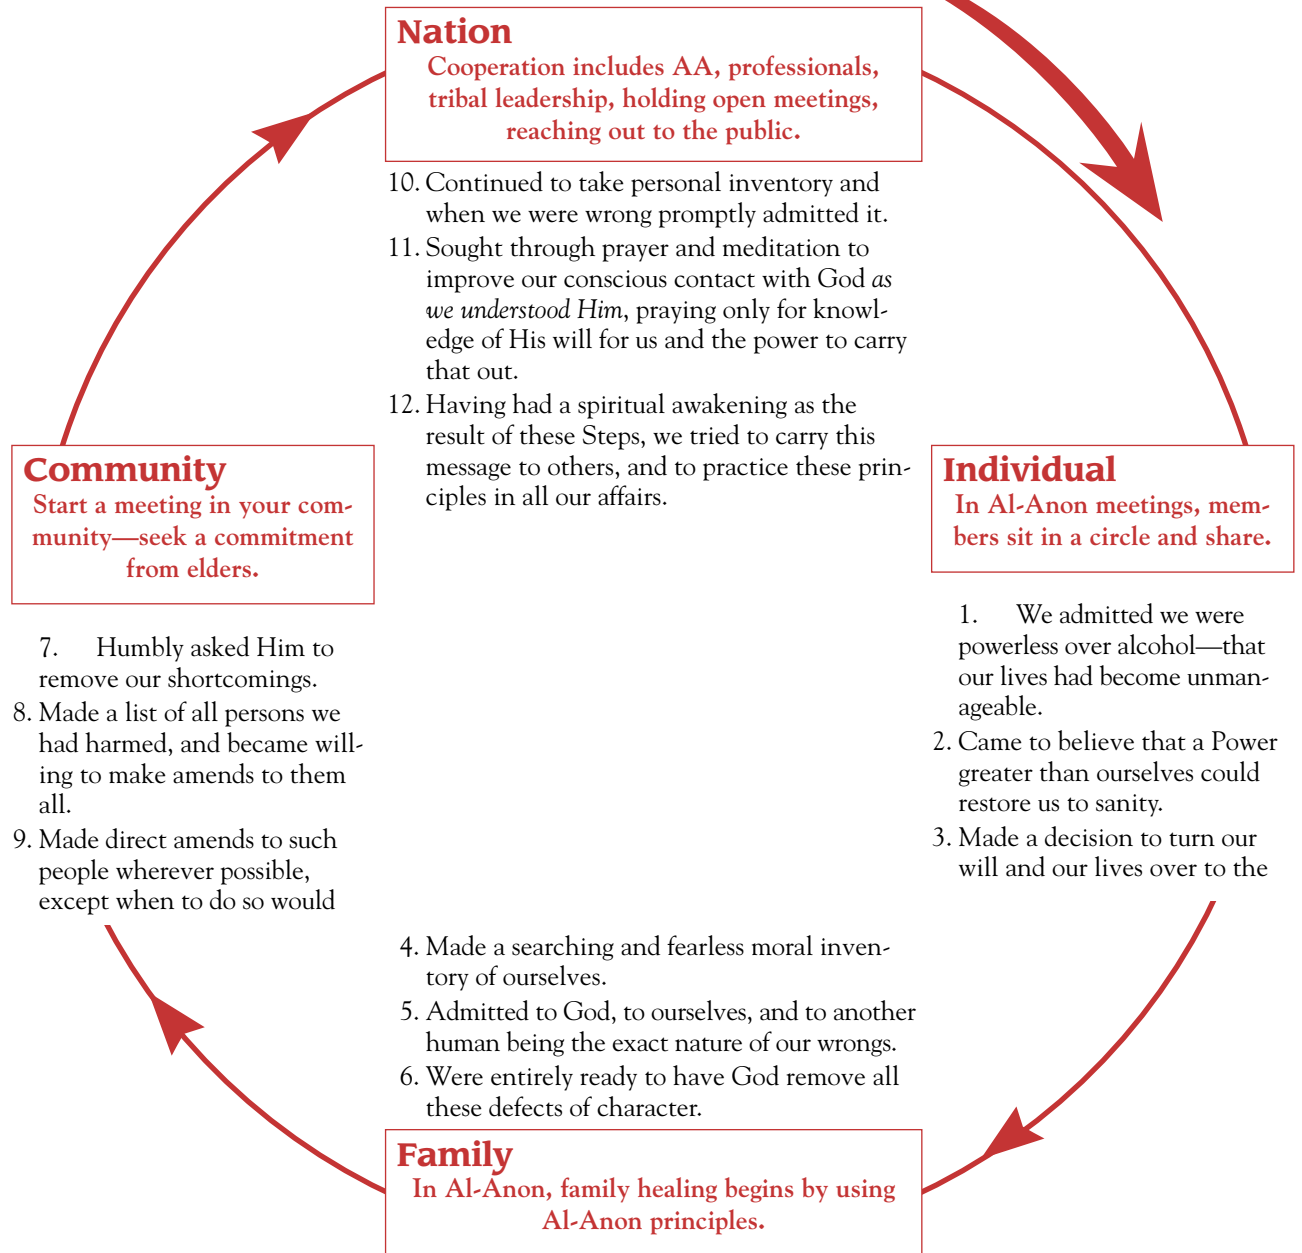 Nation
Cooperation includes AA, professionals,
tribal leadership, holding open meetings,
reaching out to the public.
10. Continued to take personal inventory and
when we were wrong promptly admitted it.
11. Sought through prayer and meditation to
improve our conscious contact with God as
we understood Him, praying only for knowl-
edge of His will for us and the power to carry
that out.
12. Having had a spiritual awakening as the
result of these Steps, we tried to carry this
message to others, and to practice these prin-
ciples in all our affairs.
Community
Start a meeting in your com-
munity—seek a commitment
from elders.
7. Humbly asked Him to
remove our shortcomings.
8. Made a list of all persons we
had harmed, and became will-
ing to make amends to them
all.
9. Made direct amends to such
people wherever possible,
except when to do so would
Individual
In Al-Anon meetings, mem-
bers sit in a circle and share.
1. We admitted we were
powerless over alcohol—that
our lives had become unman-
ageable.
2. Came to believe that a Power
greater than ourselves could
restore us to sanity.
3. Made a decision to turn our
will and our lives over to the
4. Made a searching and fearless moral inven-
tory of ourselves.
5. Admitted to God, to ourselves, and to another
human being the exact nature of our wrongs.
6. Were entirely ready to have God remove all
these defects of character.
Family
In Al-Anon, family healing begins by using
Al-Anon principles.